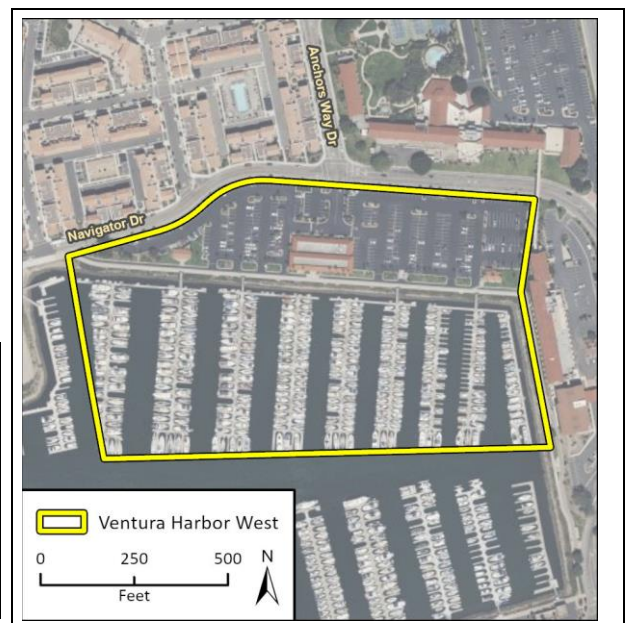 Anchors Way Dr
Navigator Dr
Ventura Harbor West
0 250 500 N
Feet